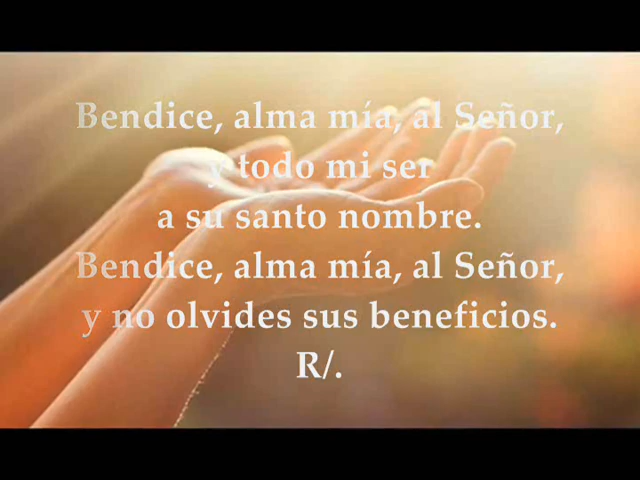 Bendice, alma mía, al Señor,
y todo mi ser
a su santo nombre.
Bendice, alma mía, al Señor,
y no olvides sus beneficios.
R/.